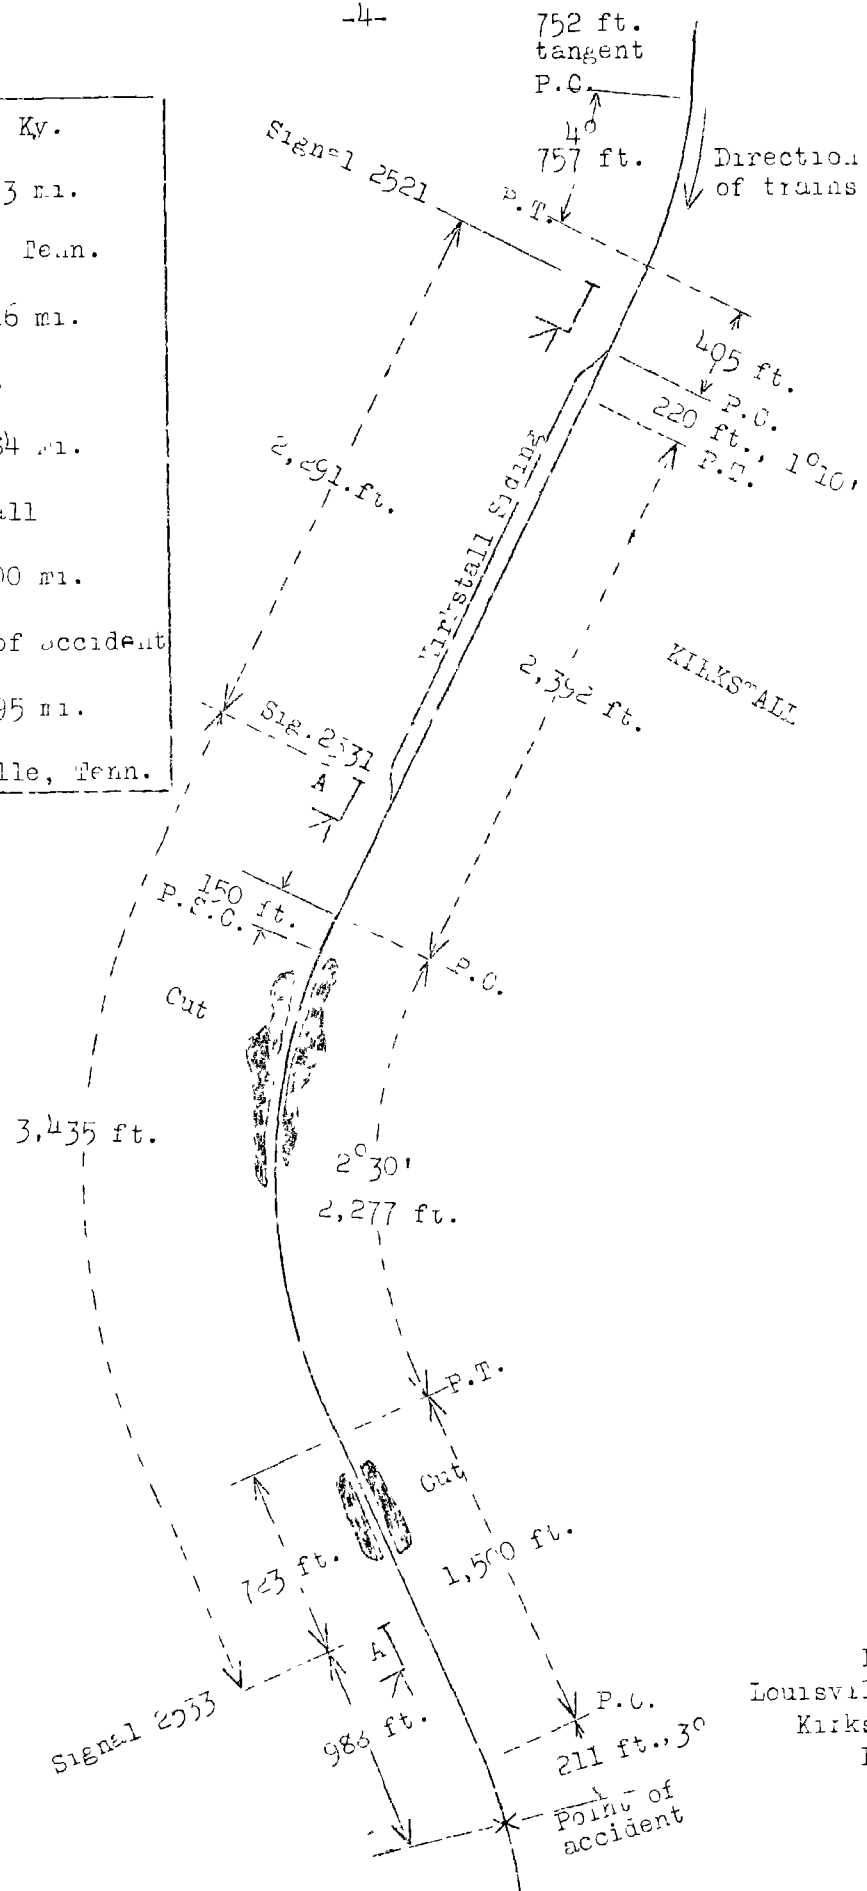 -4-
752 ft.
tangent
P.C.
4°
757 ft.
P.T.
Direction
of trains
Ky.
3 mi.
Tenn.
6 mi.
34 mi.
all
00 mi.
of accident
95 mi.
lle, Tenn.
Signal 2521
405 ft.
P.C.
220
ft., 1°10'
P.T.
2,291 ft.
Kirkstall Siding
2,392 ft.
KIRKSTALL
Sig. 2531
A
150 ft.
P.S.C.
P.C.
Cut
3,435 ft.
2°30'
2,277 ft.
P.T.
Cut
ft.
1,500 ft.
A
Signal 2533
ft.
P.C.
211 ft., 3°
Point of
accident
Louisvil
Kirks